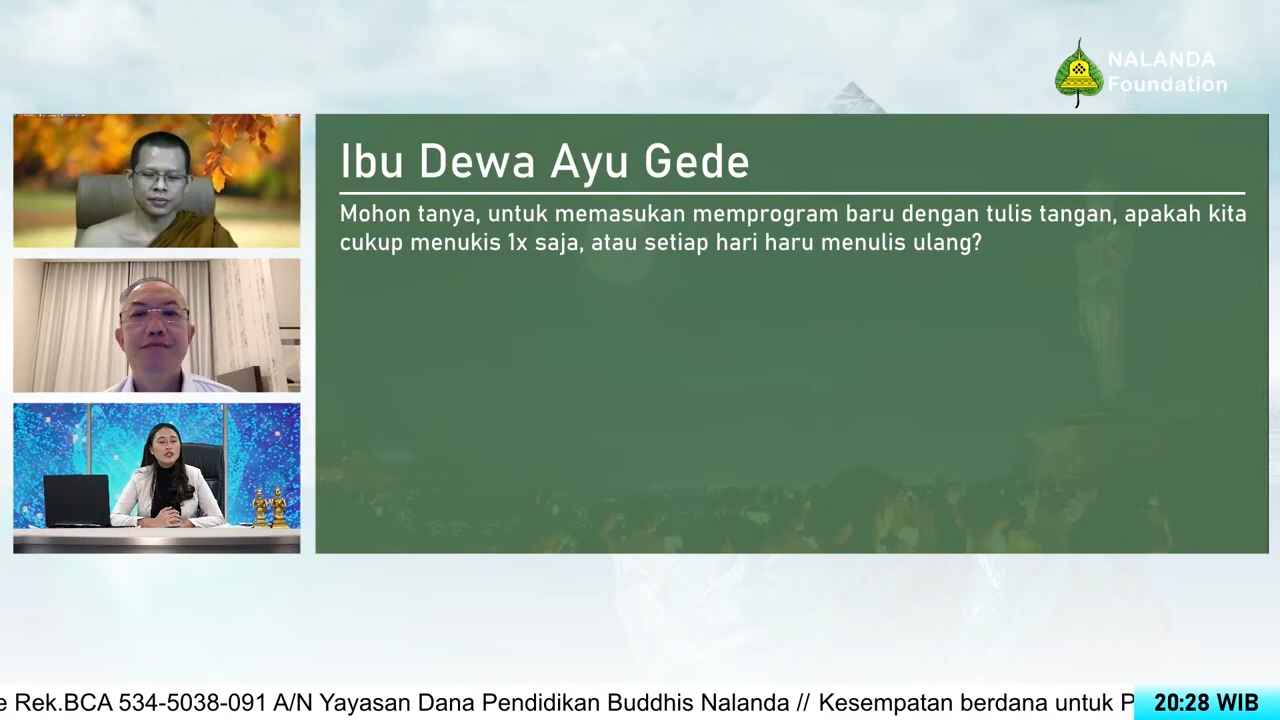 NALANDA
Foundation
Ibu Dewa Ayu Gede
Mohon tanya, untuk memasukan memprogram baru dengan tulis tangan, apakah kita
cukup menukis 1x saja, atau setiap hari haru menulis ulang?
e Rek.BCA 534-5038-091 A/N Yayasan Dana Pendidikan Buddhis Nalanda // Kesempatan berdana untuk P
20:28 WIB